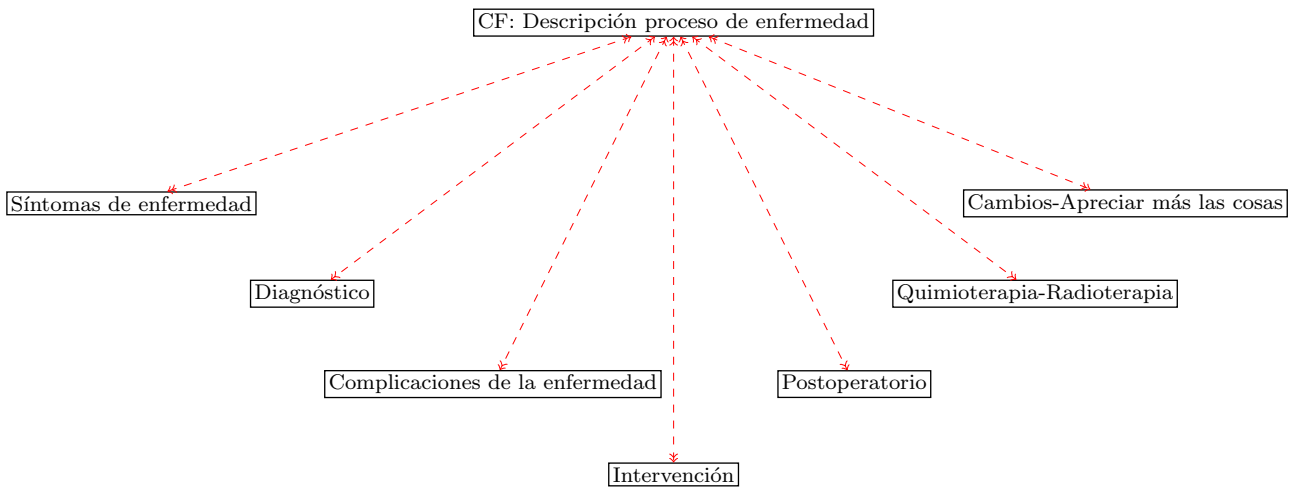 CF: Descripción proceso de enfermedad
Síntomas de enfermedad
Cambios-Apreciar más las cosas
Diagnóstico
Quimioterapia-Radioterapia
Complicaciones de la enfermedad
Postoperatorio
Intervención